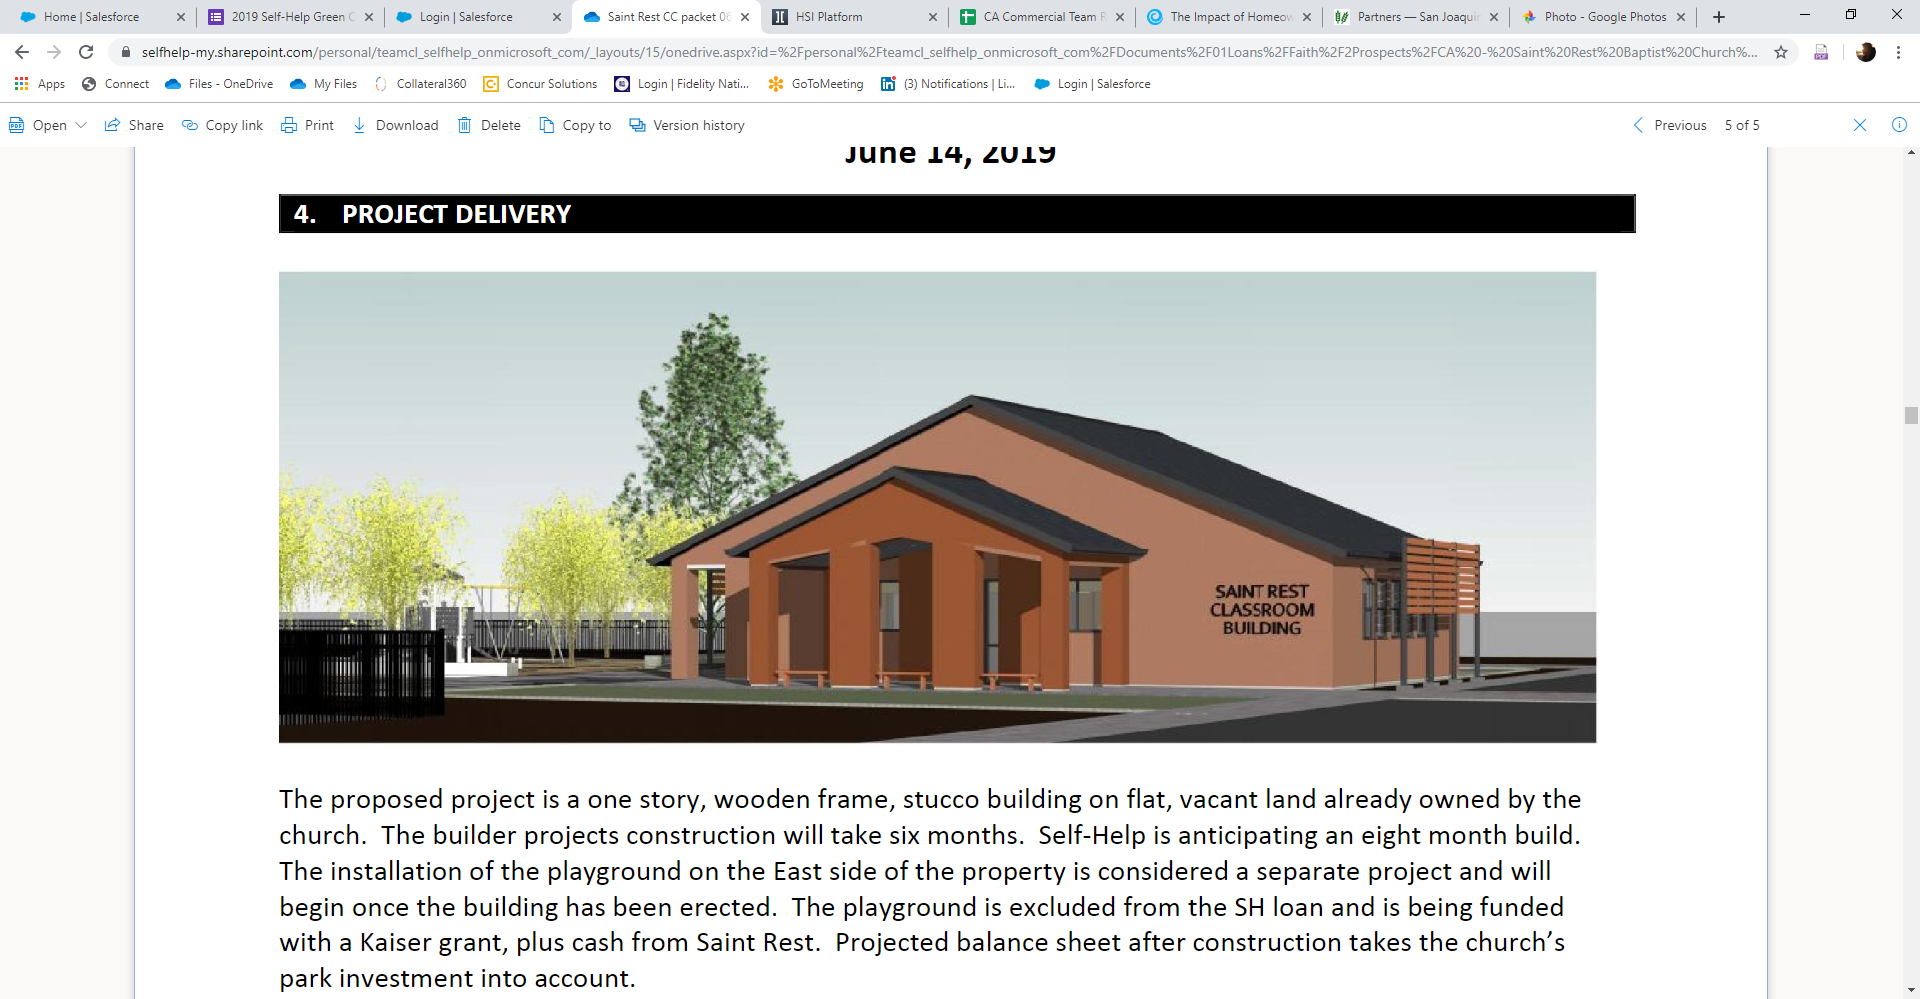 Home | Salesforce
2019 Self-Help Green C
Login | Salesforce
Saint Rest CC packet 06
HSI Platform
CA Commercial Team R
The Impact of Homeow
Partners — San Joaquin
Photo - Google Photos
selfhelp-my.sharepoint.com/personal/teamcl_selfhelp_onmicrosoft_com/_layouts/15/onedrive.aspx?id=%2Fpersonal%2Fteamcl_selfhelp_onmicrosoft_com%2FDocuments%2F01Loans%2FFaith%2F2Prospects%2FCA%20-%20Saint%20Rest%20Baptist%20Church%...
Apps Connect Files - OneDrive My Files Collateral360 Concur Solutions Login | Fidelity Nati... GoToMeeting (3) Notifications | Li... Login | Salesforce
Open Share Copy link Print Download Delete Copy to Version history Previous 5 of 5
June 14, 2019
4. PROJECT DELIVERY
SAINT REST
CLASSROOM
BUILDING
The proposed project is a one story, wooden frame, stucco building on flat, vacant land already owned by the
church. The builder projects construction will take six months. Self-Help is anticipating an eight month build.
The installation of the playground on the East side of the property is considered a separate project and will
begin once the building has been erected. The playground is excluded from the SH loan and is being funded
with a Kaiser grant, plus cash from Saint Rest. Projected balance sheet after construction takes the church’s
park investment into account.